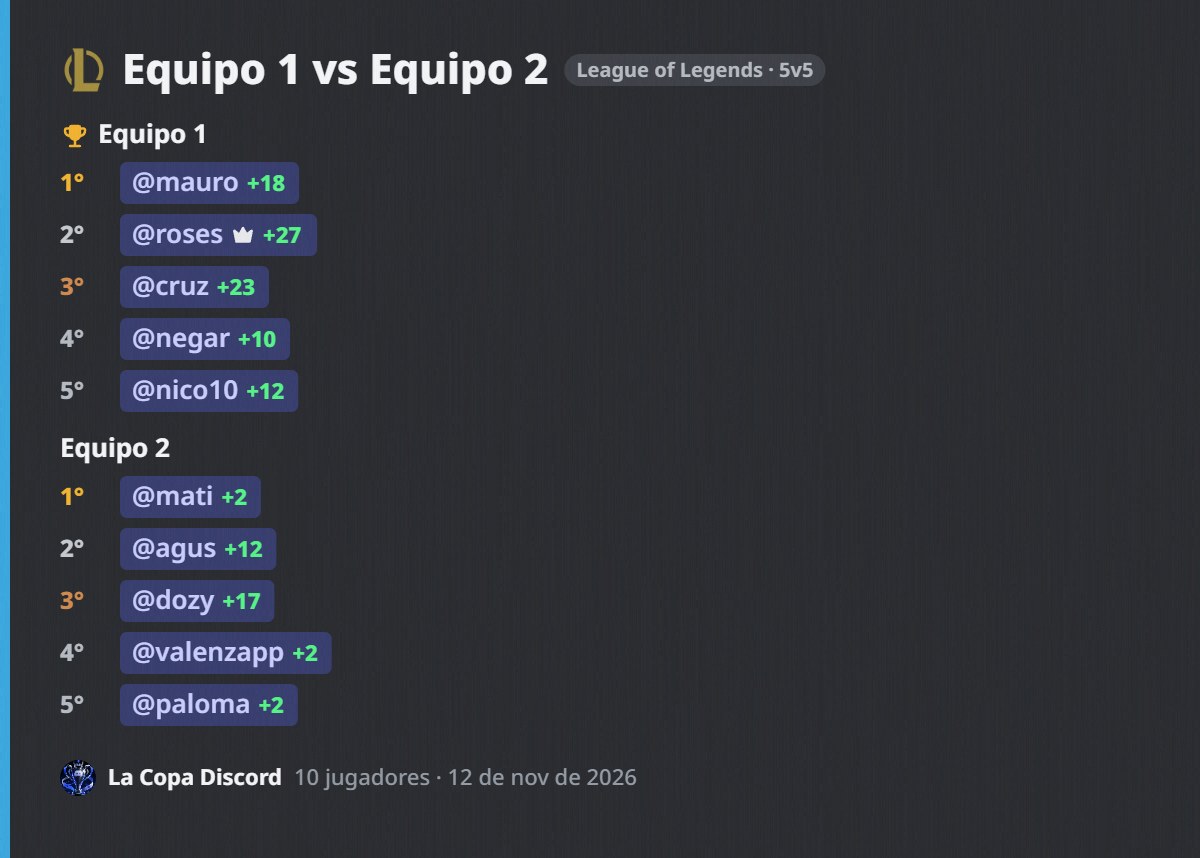 Equipo 1 vs Equipo 2 League of Legends · 5v5
Equipo 1
1° @mauro +18
2° @roses +27
3° @cruz +23
4° @negar +10
5° @nico10 +12
Equipo 2
1° @mati +2
2° @agus +12
3° @dozy +17
4° @valenzapp +2
5° @paloma +2
La Copa Discord 10 jugadores · 12 de nov de 2026